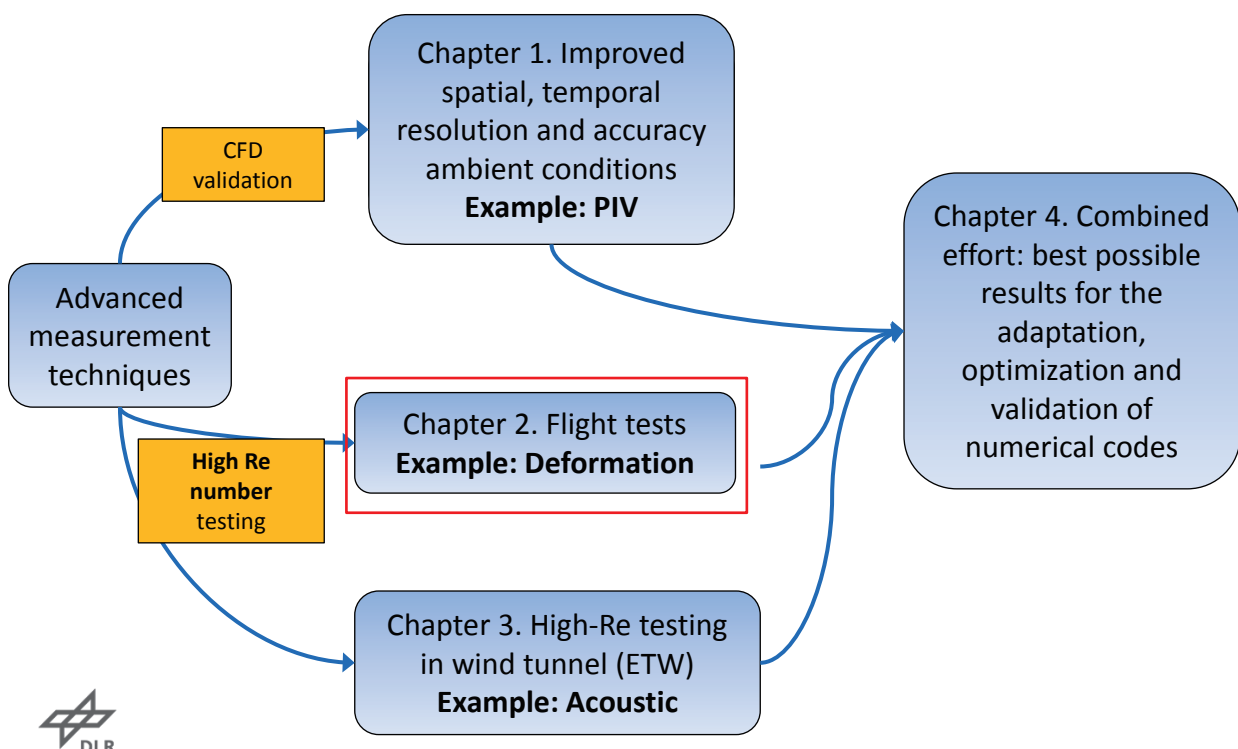 Chapter 1. Improved
spatial, temporal
resolution and accuracy
ambient conditions
Example: PIV
CFD
validation
Chapter 4. Combined
effort: best possible
results for the
adaptation,
optimization and
validation of
numerical codes
Advanced
measurement
techniques
Chapter 2. Flight tests
Example: Deformation
High Re
number
testing
Chapter 3. High-Re testing
in wind tunnel (ETW)
Example: Acoustic
DLR